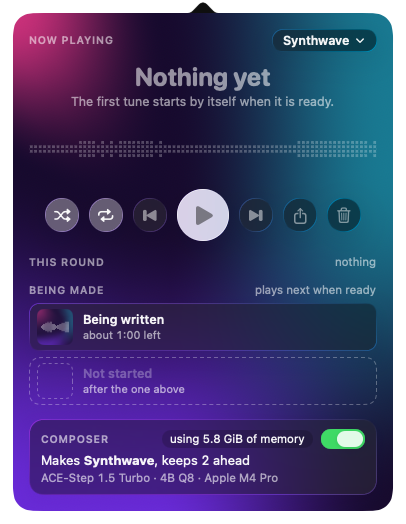 NOW PLAYING
Synthwave
Nothing yet
The first tune starts by itself when it is ready.
THIS ROUND
nothing
BEING MADE
plays next when ready
Being written
about 1:00 left
Not started
after the one above
COMPOSER
using 5.8 GiB of memory
Makes Synthwave, keeps 2 ahead
ACE-Step 1.5 Turbo · 4B Q8 · Apple M4 Pro